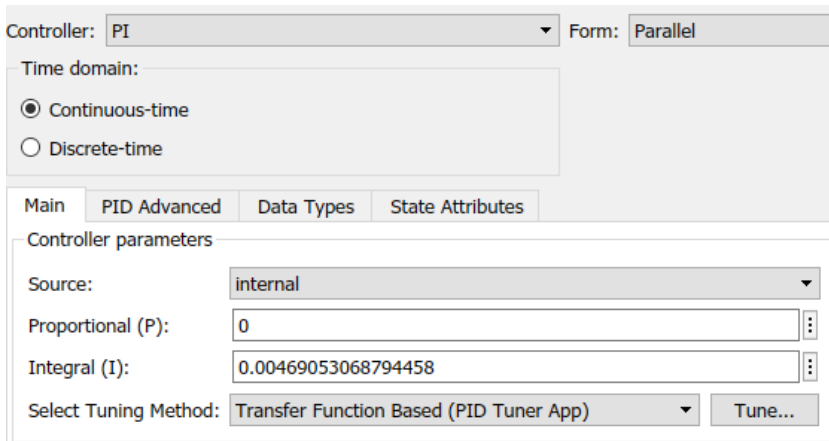 Controller: PI Form: Parallel
Time domain:
Continuous-time
Discrete-time
Main PID Advanced Data Types State Attributes
Controller parameters
Source: internal
Proportional (P): 0
Integral (I): 0.00469053068794458
Select Tuning Method: Transfer Function Based (PID Tuner App) Tune...